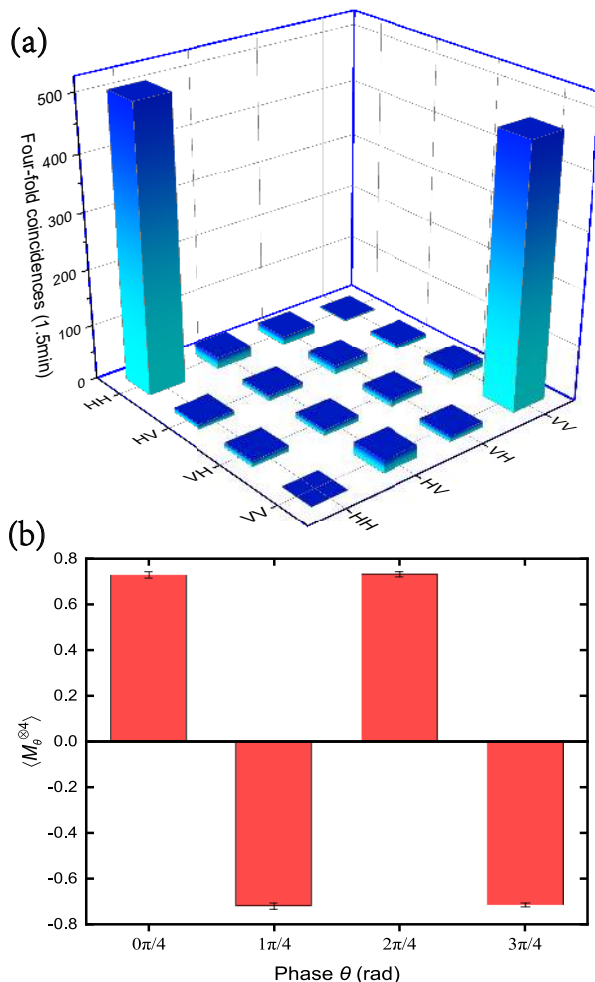 (a)
Four-fold coincidences (1.5min)
500
400
300
200
100
0
HH
HV
VH
VV
HH
HV
VH
VV
(b)
⟨M_θ^⊗4⟩
0.8
0.6
0.4
0.2
0.0
-0.2
-0.4
-0.6
-0.8
0π/4 1π/4 2π/4 3π/4
Phase θ (rad)